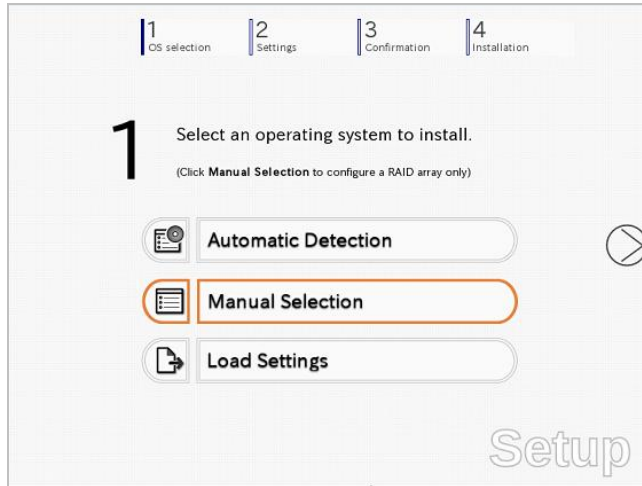 1
OS selection
2
Settings
3
Confirmation
4
Installation
1
Select an operating system to install.
(Click Manual Selection to configure a RAID array only)
Automatic Detection
Manual Selection
Load Settings
Setup